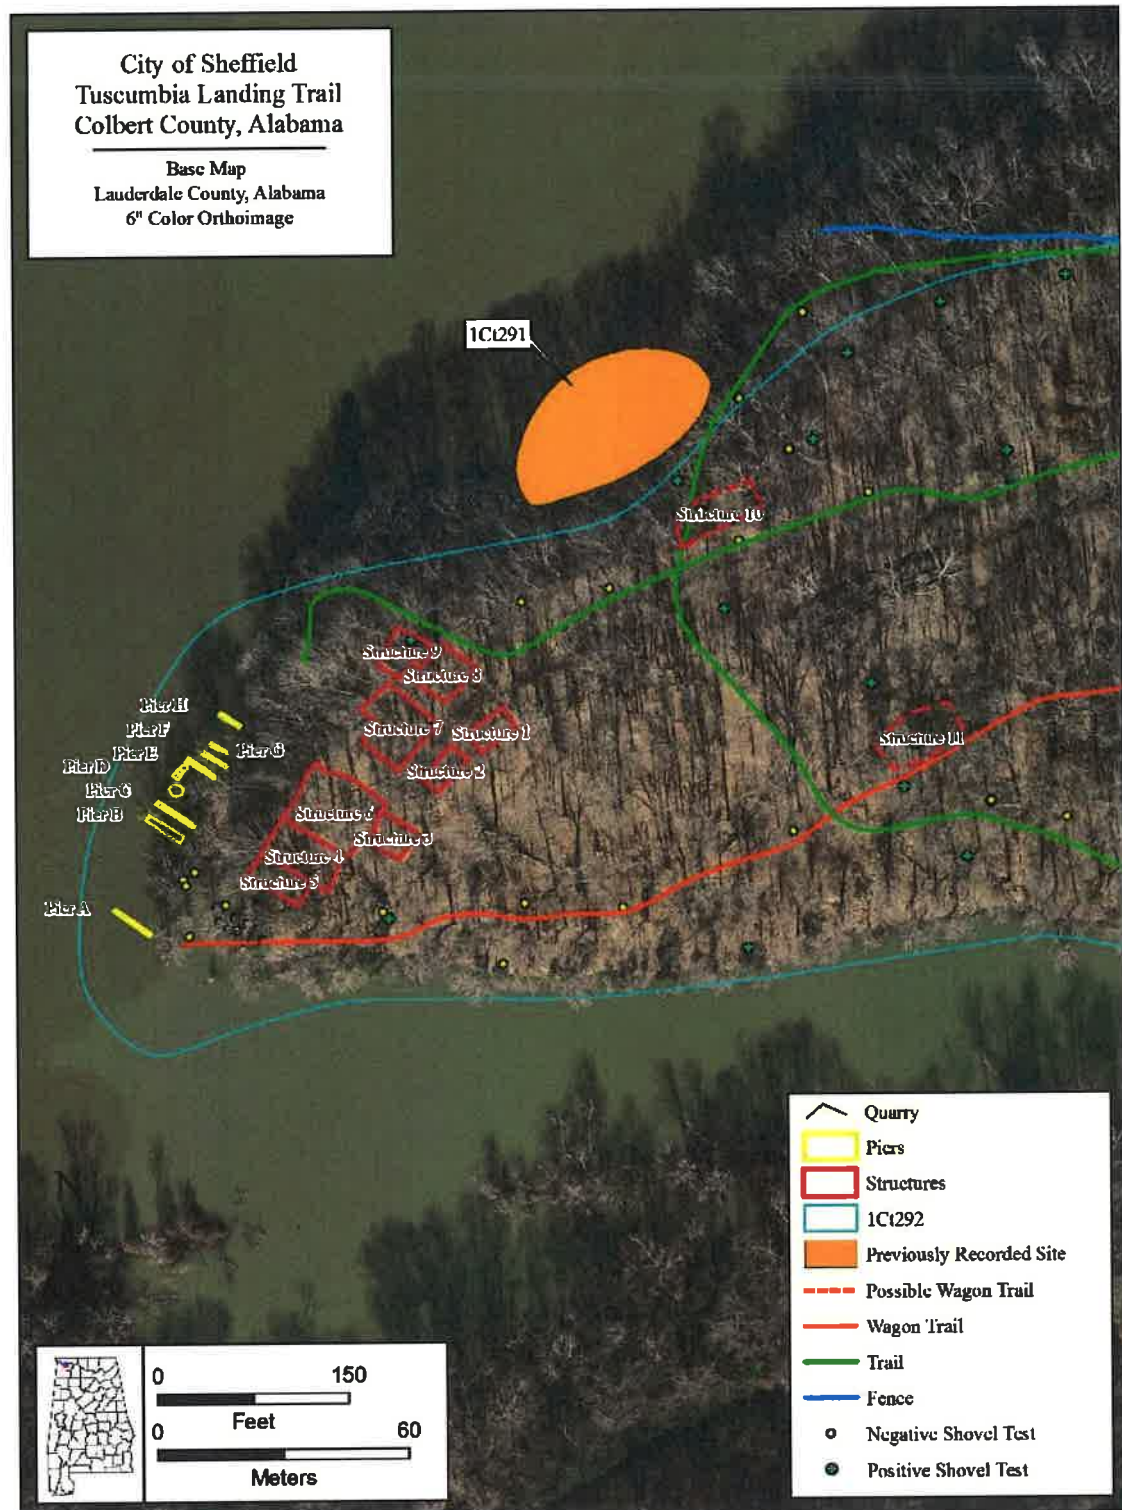 City of Sheffield
Tuscumbia Landing Trail
Colbert County, Alabama
Base Map
Lauderdale County, Alabama
6" Color Orthoimage
1Ct291
Structure 10
Structure 9
Structure 8
Structure 7
Structure 1
Structure 2
Structure 11
Structure 6
Structure 3
Structure 4
Structure 5
Pier H
Pier F
Pier E
Pier G
Pier D
Pier C
Pier B
Pier A
N
Quarry
Piers
Structures
1Ct292
Previously Recorded Site
Possible Wagon Trail
Wagon Trail
Trail
Fence
Negative Shovel Test
Positive Shovel Test
0 150
Feet
0 60
Meters